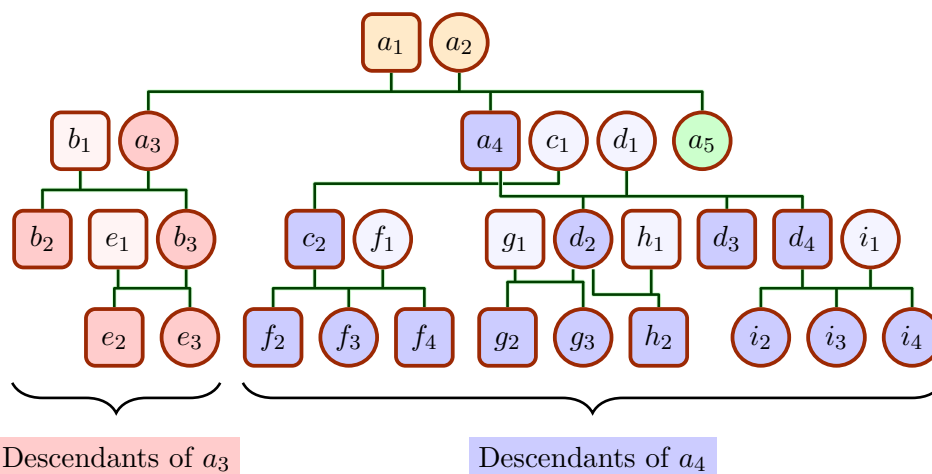 a₁ a₂
b₁ a₃ a₄ c₁ d₁ a₅
b₂ e₁ b₃ c₂ f₁ g₁ d₂ h₁ d₃ d₄ i₁
e₂ e₃ f₂ f₃ f₄ g₂ g₃ h₂ i₂ i₃ i₄
Descendants of a₃ Descendants of a₄